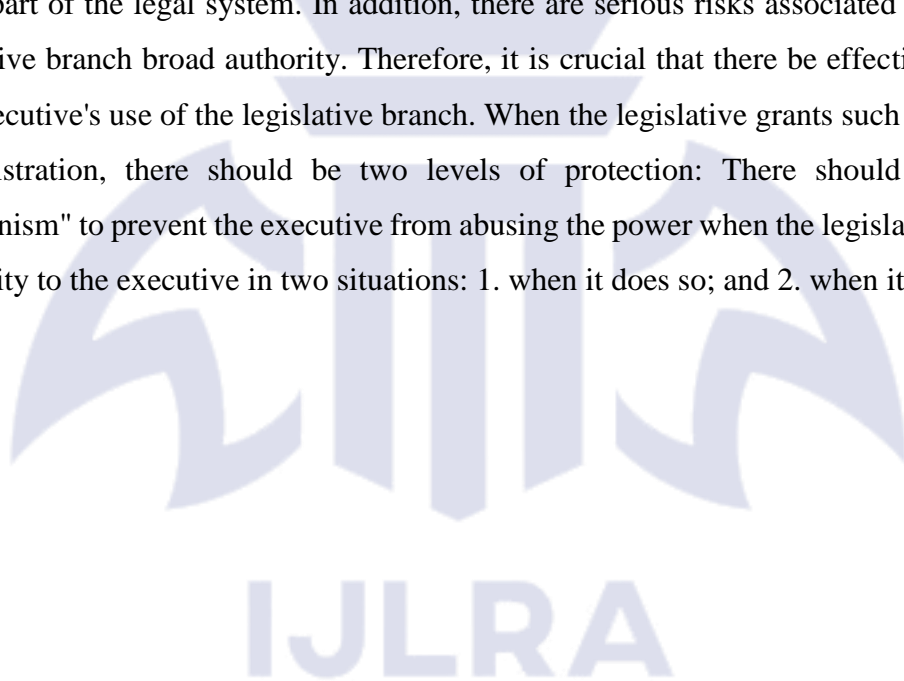 part of the legal system. In addition, there are serious risks associated
tive branch broad authority. Therefore, it is crucial that there be effecti
ecutive's use of the legislative branch. When the legislative grants such
istration, there should be two levels of protection: There should
nism" to prevent the executive from abusing the power when the legisla
ity to the executive in two situations: 1. when it does so; and 2. when it
IJLRA